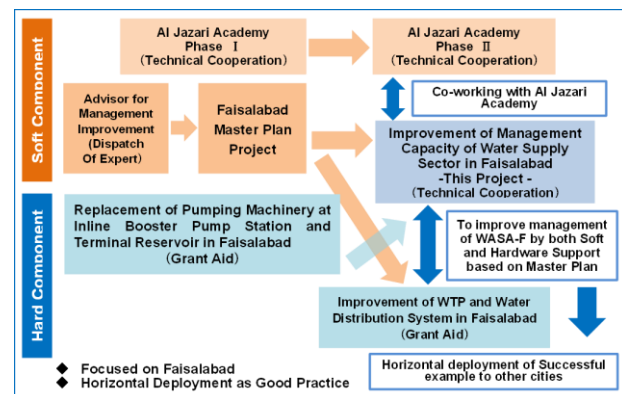 Soft Component
Al Jazari Academy
Phase Ⅰ
(Technical Cooperation)
Al Jazari Academy
Phase Ⅱ
(Technical Cooperation)
Co-working with Al Jazari
Academy
Advisor for
Management
Improvement
(Dispatch
Of Expert)
Faisalabad
Master Plan
Project
Improvement of Management
Capacity of Water Supply
Sector in Faisalabad
-This Project -
(Technical Cooperation)
Hard Component
Replacement of Pumping Machinery at
Inline Booster Pump Station and
Terminal Reservoir in Faisalabad
(Grant Aid)
To improve management
of WASA-F by both Soft
and Hardware Support
based on Master Plan
Improvement of WTP and Water
Distribution System in Faisalabad
(Grant Aid)
◆ Focused on Faisalabad
◆ Horizontal Deployment as Good Practice
Horizontal deployment of Successful
example to other cities